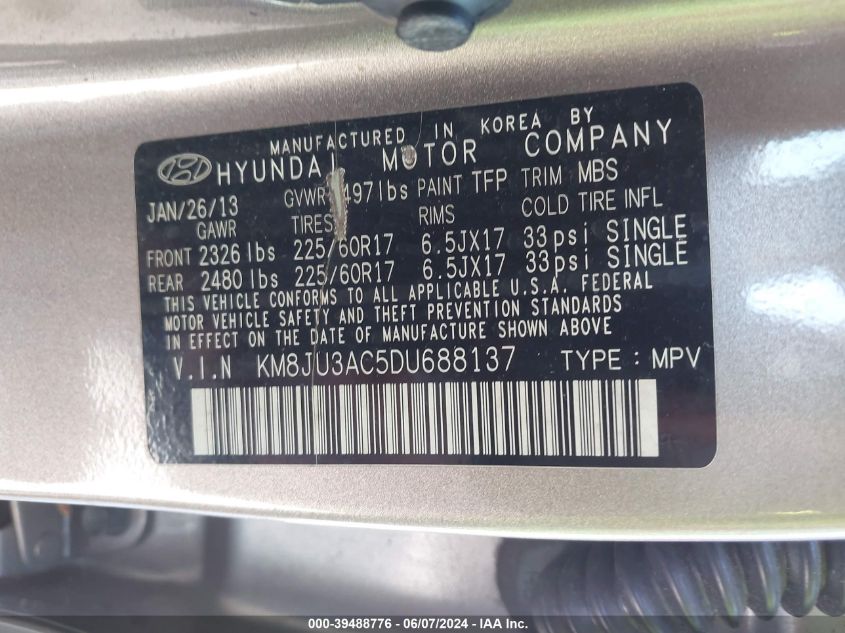 MANUFACTURED IN KOREA BY
HYUNDAI MOTOR COMPANY
JAN/26/13 GVWR 497lbs PAINT TFP TRIM MBS
GAWR TIRES RIMS COLD TIRE INFL
FRONT 2326 lbs 225/60R17 6.5JX17 33psi SINGLE
REAR 2480 lbs 225/60R17 6.5JX17 33psi SINGLE
THIS VEHICLE CONFORMS TO ALL APPLICABLE U.S.A. FEDERAL
MOTOR VEHICLE SAFETY AND THEFT PREVENTION STANDARDS
IN EFFECT ON THE DATE OF MANUFACTURE SHOWN ABOVE
V.I.N KM8JU3AC5DU688137 TYPE : MPV
000-39488776 - 06/07/2024 - IAA Inc.